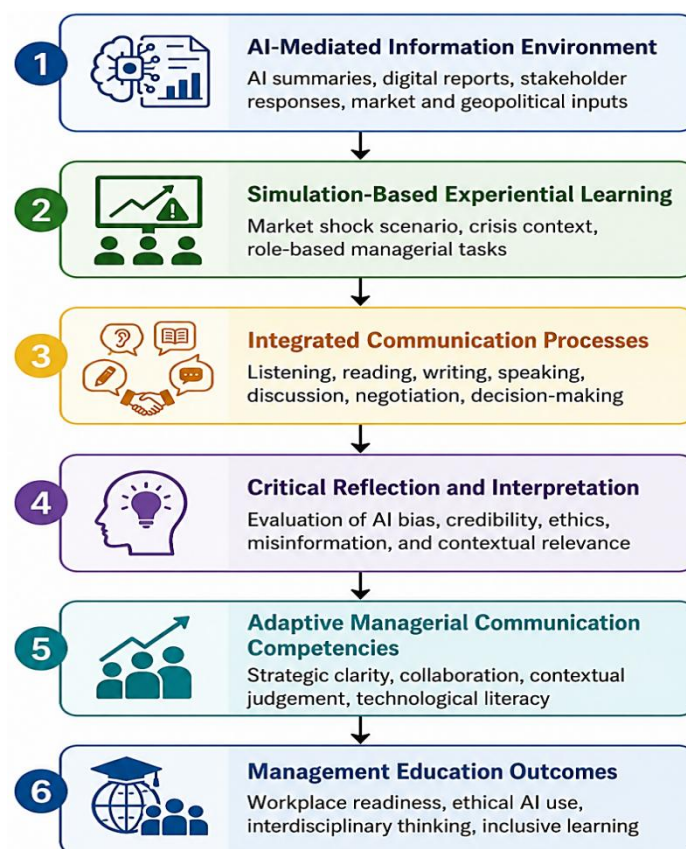 1
AI-Mediated Information Environment
AI summaries, digital reports, stakeholder
responses, market and geopolitical inputs
2
Simulation-Based Experiential Learning
Market shock scenario, crisis context,
role-based managerial tasks
3
Integrated Communication Processes
Listening, reading, writing, speaking,
discussion, negotiation, decision-making
4
Critical Reflection and Interpretation
Evaluation of AI bias, credibility, ethics,
misinformation, and contextual relevance
5
Adaptive Managerial Communication
Competencies
Strategic clarity, collaboration, contextual
judgement, technological literacy
6
Management Education Outcomes
Workplace readiness, ethical AI use,
interdisciplinary thinking, inclusive learning